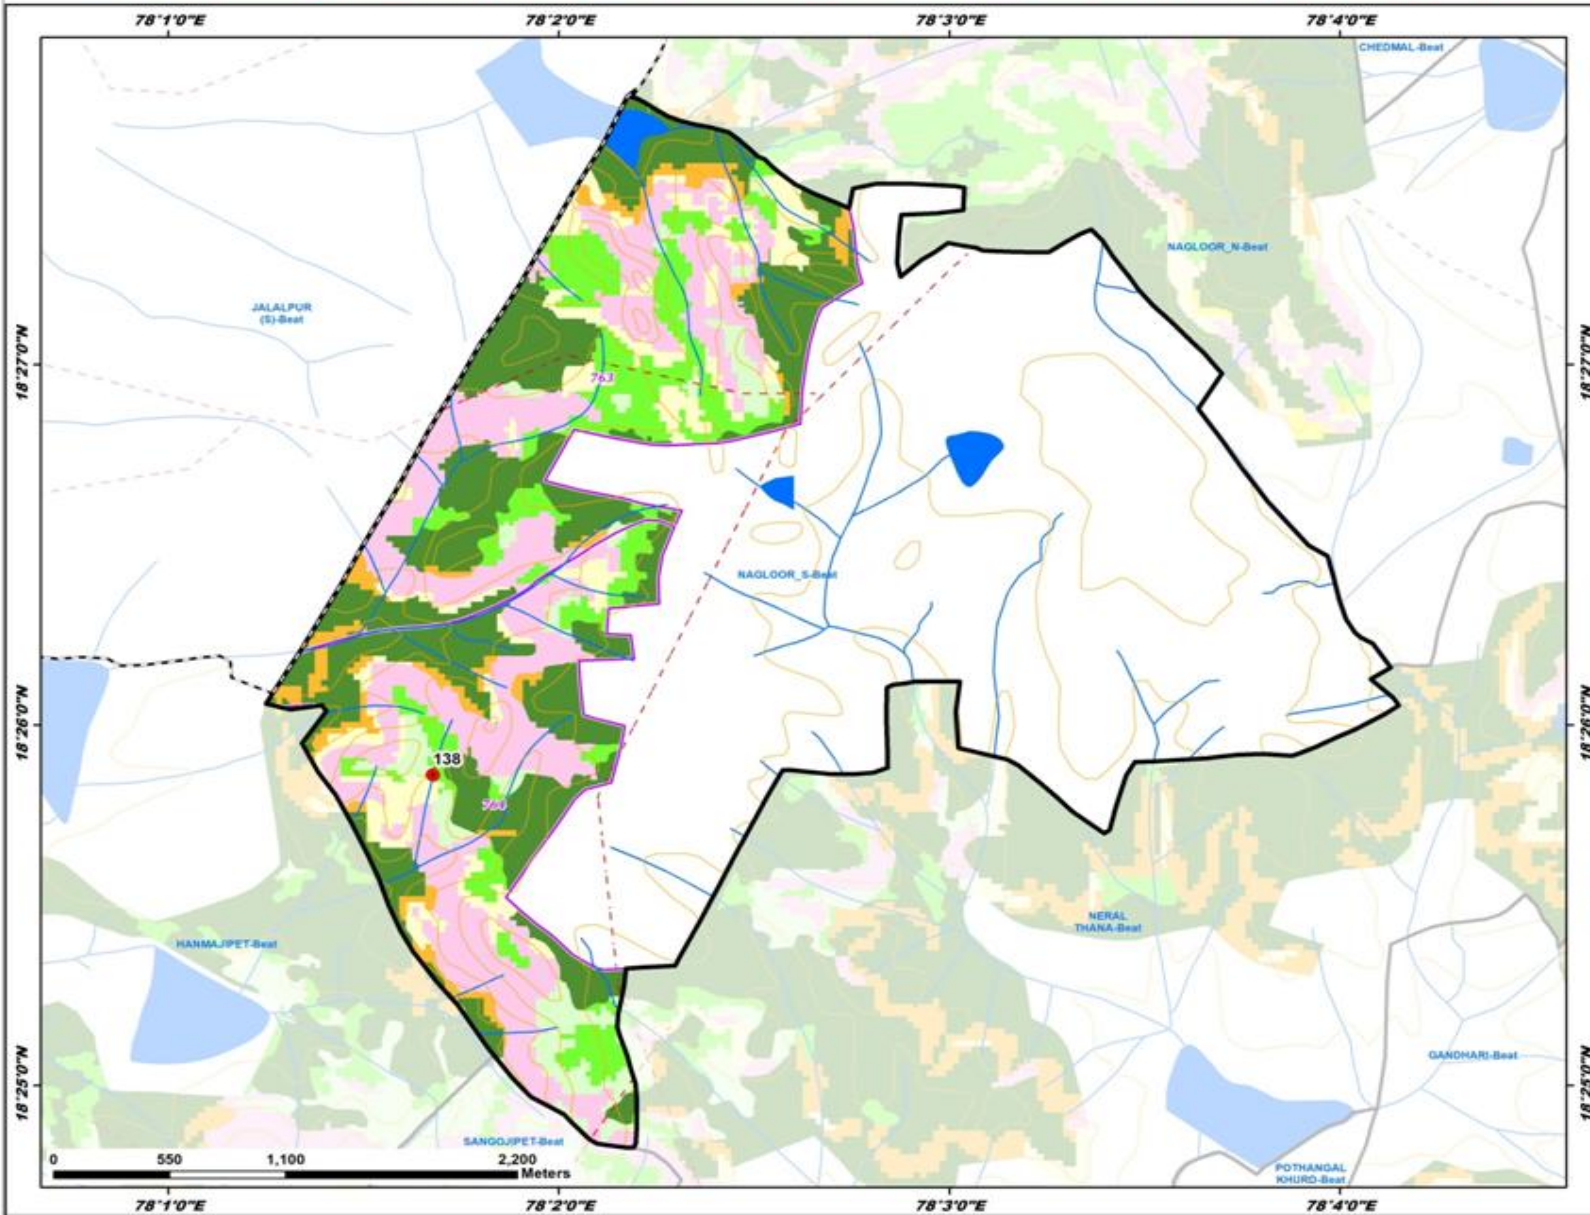 78°1'0"E 78°2'0"E 78°3'0"E 78°4'0"E
CHEDMAL-Beat
NAGLOOR_N-Beat
JALALPUR
(S)-Beat
18°27'0"N 18°27'0"N
763
NAGLOOR_S-Beat
18°26'0"N 18°26'0"N
138
764
NERAL
THANA-Beat
HANMAJIPET-Beat
18°25'0"N 18°25'0"N
GANDHARI-Beat
SANGOJIPET-Beat
0 550 1,100 2,200
Meters
POTHANGAL
KHURD-Beat
78°1'0"E 78°2'0"E 78°3'0"E 78°4'0"E